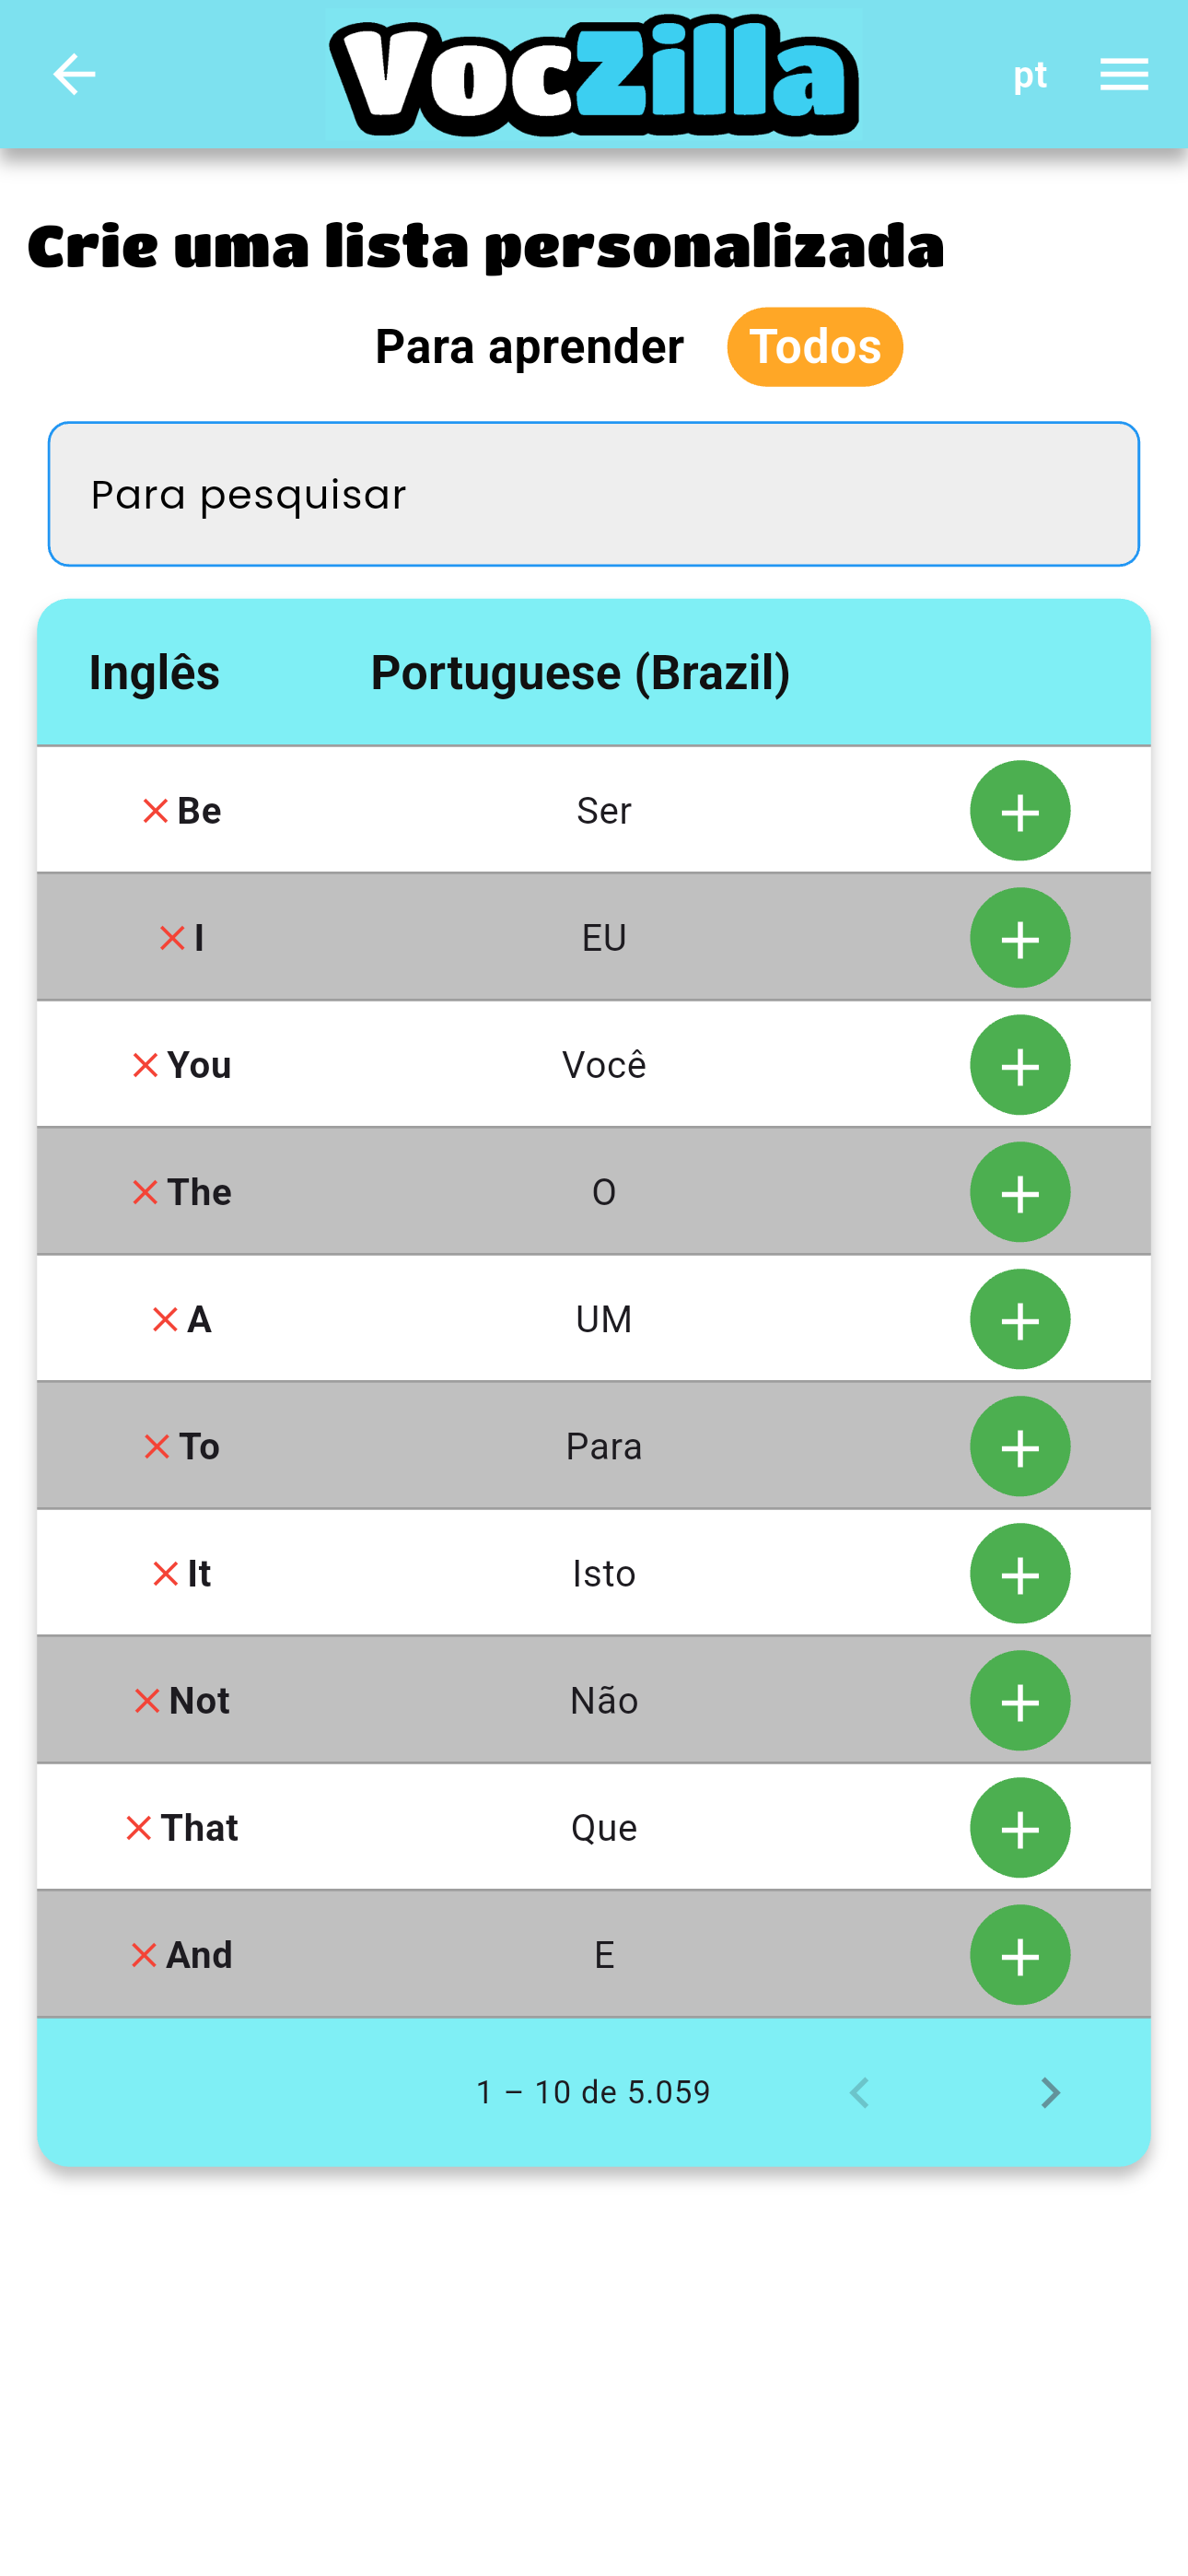 VocZilla
pt
Crie uma lista personalizada
Para aprender Todos
Para pesquisar
Inglês Portuguese (Brazil)
Be Ser
I EU
You Você
The O
A UM
To Para
It Isto
Not Não
That Que
And E
1 – 10 de 5.059